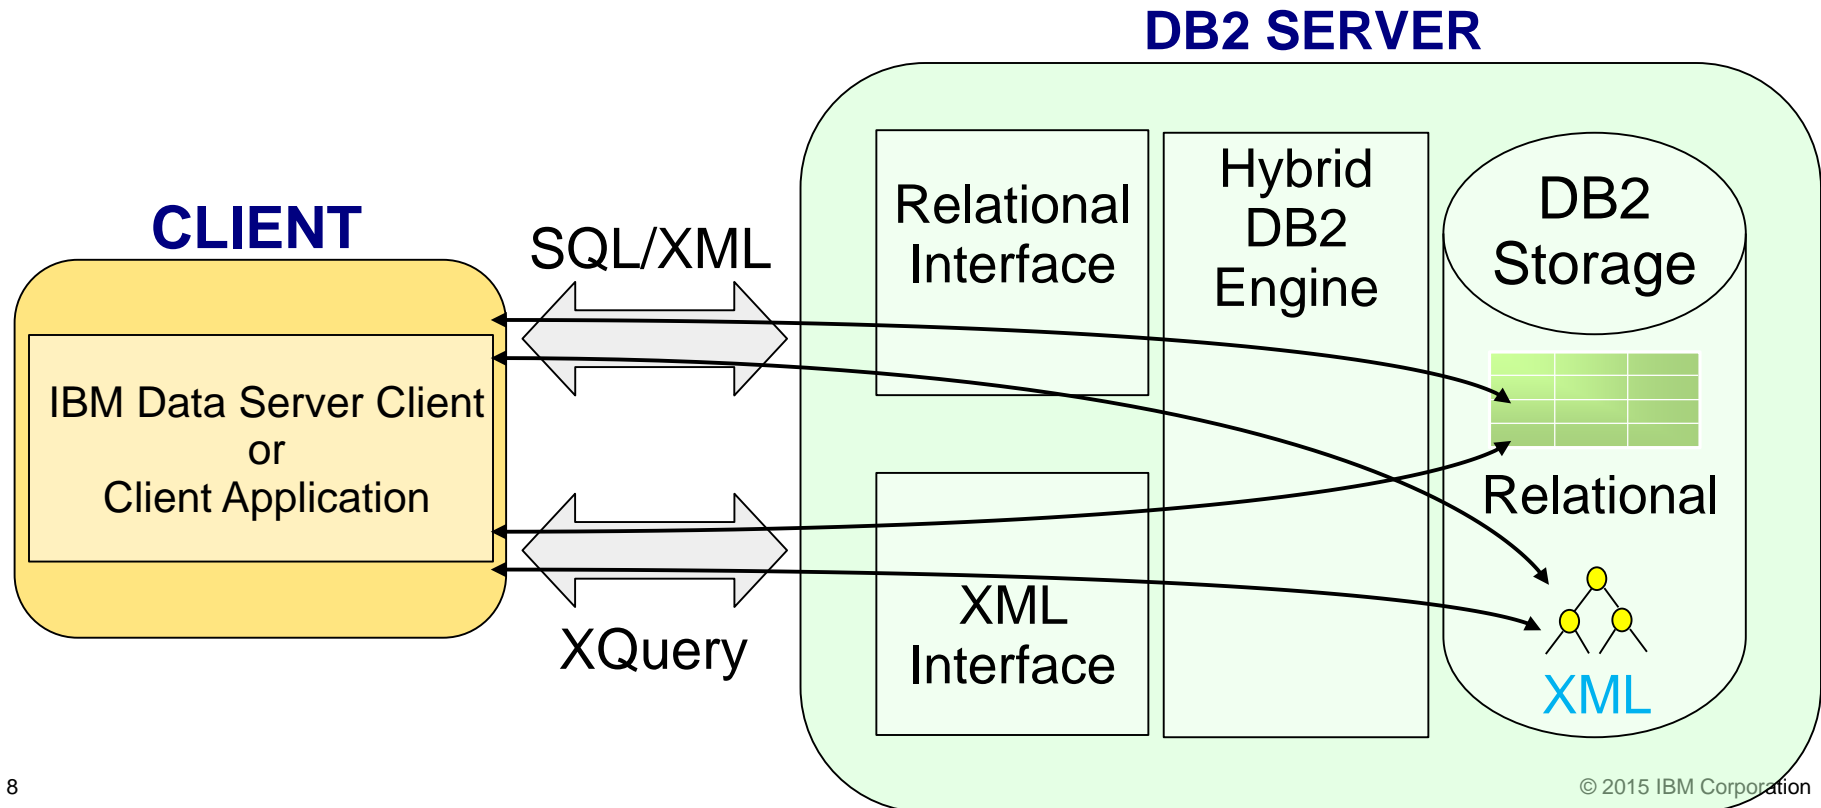 DB2 SERVER
CLIENT
IBM Data Server Client
or
Client Application
SQL/XML
XQuery
Relational
Interface
XML
Interface
Hybrid
DB2
Engine
DB2
Storage
Relational
XML
8
© 2015 IBM Corporation